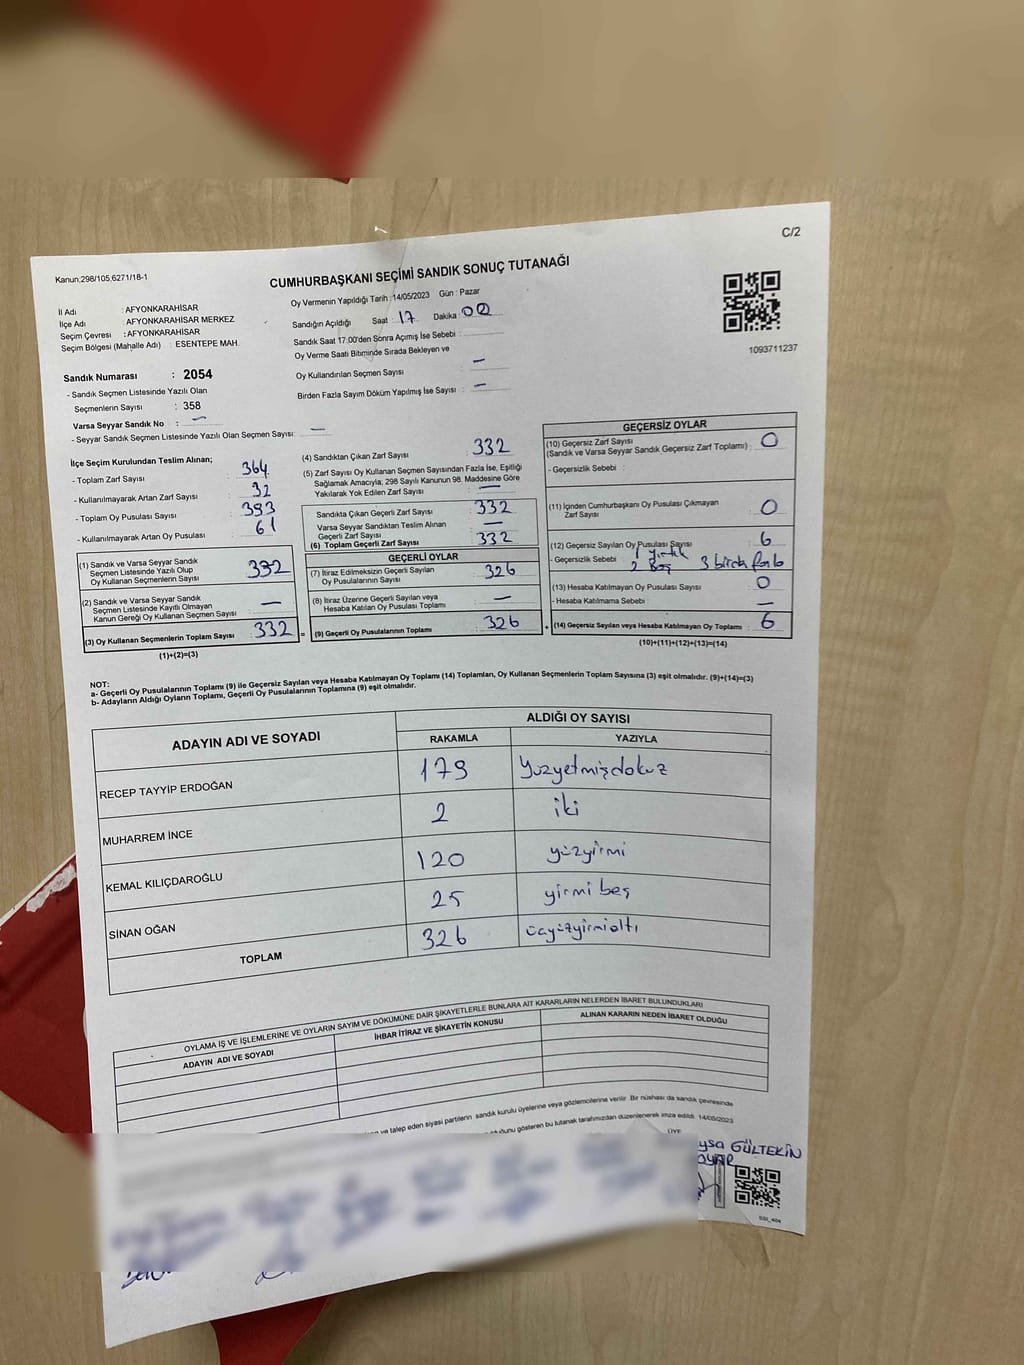 C/2
Kanun;298/105,6271/18-1
CUMHURBAŞKANI SEÇİMİ SANDIK SONUÇ TUTANAĞI
Oy Vermenin Yapıldığı Tarih : 14/05/2023 Gün : Pazar
İl Adı : AFYONKARAHİSAR
İlçe Adı : AFYONKARAHİSAR MERKEZ
Seçim Çevresi : AFYONKARAHİSAR
Seçim Bölgesi (Mahalle Adı) : ESENTEPE MAH.
Sandığın Açıldığı Saat : 17 Dakika : 00
Sandık Saat 17:00'den Sonra Açımış İse Sebebi :
Oy Verme Saati Bitiminde Sırada Bekleyen ve
Oy Kullandırılan Seçmen Sayısı : —
Birden Fazla Sayım Döküm Yapılmış İse Sayısı : —
1093711237
Sandık Numarası : 2054
- Sandık Seçmen Listesinde Yazılı Olan
Seçmenlerin Sayısı : 358
Varsa Seyyar Sandık No : —
- Seyyar Sandık Seçmen Listesinde Yazılı Olan Seçmen Sayısı: —
İlçe Seçim Kurulundan Teslim Alınan;
- Toplam Zarf Sayısı : 364
- Kullanılmayarak Artan Zarf Sayısı : 32
- Toplam Oy Pusulası Sayısı : 393
- Kullanılmayarak Artan Oy Pusulası : 61
(1) Sandık ve Varsa Seyyar Sandık
Seçmen Listesinde Yazılı Olup
Oy Kullanan Seçmenlerin Sayısı : 332
(2) Sandık ve Varsa Seyyar Sandık
Seçmen Listesinde Kayıtlı Olmayan
Kanun Gereği Oy Kullanan Seçmen Sayısı : —
(3) Oy Kullanan Seçmenlerin Toplam Sayısı : 332 =
(1)+(2)=(3)
(4) Sandıktan Çıkan Zarf Sayısı : 332
(5) Zarf Sayısı Oy Kullanan Seçmen Sayısından Fazla İse, Eşitliği
Sağlamak Amacıyla; 298 Sayılı Kanunun 98. Maddesine Göre
Yakılarak Yok Edilen Zarf Sayısı : —
Sandıkta Çıkan Geçerli Zarf Sayısı : 332
Varsa Seyyar Sandıktan Teslim Alınan
Geçerli Zarf Sayısı : —
(6) Toplam Geçerli Zarf Sayısı : 332
GEÇERLİ OYLAR
(7) İtiraz Edilmeksizin Geçerli Sayılan
Oy Pusulalarının Sayısı : 326
(8) İtiraz Üzerine Geçerli Sayılan veya
Hesaba Katılan Oy Pusulası Toplamı : —
(9) Geçerli Oy Pusulalarının Toplamı : 326 +
GEÇERSİZ OYLAR
(10) Geçersiz Zarf Sayısı
(Sandık ve Varsa Seyyar Sandık Geçersiz Zarf Toplamı) : 0
- Geçersizlik Sebebi :
(11) İçinden Cumhurbaşkanı Oy Pusulası Çıkmayan
Zarf Sayısı : 0
(12) Geçersiz Sayılan Oy Pusulası Sayısı : 6
- Geçersizlik Sebebi : 1 yırtık
2 Boş 3 birden fazla
(13) Hesaba Katılmayan Oy Pusulası Sayısı : 0
- Hesaba Katılmama Sebebi : —
(14) Geçersiz Sayılan veya Hesaba Katılmayan Oy Toplamı : 6
(10)+(11)+(12)+(13)=(14)
NOT:
a- Geçerli Oy Pusulalarının Toplamı (9) ile Geçersiz Sayılan veya Hesaba Katılmayan Oy Toplamı (14) Toplamları, Oy Kullanan Seçmenlerin Toplam Sayısına (3) eşit olmalıdır. (9)+(14)=(3)
b- Adayların Aldığı Oyların Toplamı, Geçerli Oy Pusulalarının Toplamına (9) eşit olmalıdır.
ADAYIN ADI VE SOYADI ALDIĞI OY SAYISI
RAKAMLA YAZIYLA
RECEP TAYYİP ERDOĞAN 179 Yüzyetmişdokuz
MUHARREM İNCE 2 iki
KEMAL KILIÇDAROĞLU 120 yüzyirmi
SİNAN OĞAN 25 yirmi beş
TOPLAM 326 üçyüzyirmialtı
OYLAMA İŞ VE İŞLEMLERİNE VE OYLARIN SAYIM VE DÖKÜMÜNE DAİR ŞİKAYETLERLE BUNLARA AİT KARARLARIN NELERDEN İBARET BULUNDUKLARI
ADAYIN ADI VE SOYADI İHBAR İTİRAZ VE ŞİKAYETİN KONUSU ALINAN KARARIN NEDEN İBARET OLDUĞU
ve talep eden siyasi partilerin sandık kurulu üyelerine veya gözlemcilerine verilir. Bir nüshası da sandık çevresinde
gösteren bu tutanak tarafımızdan düzenlenerek imza edildi. 14/05/2023
ÜYE
GÜLTEKİN